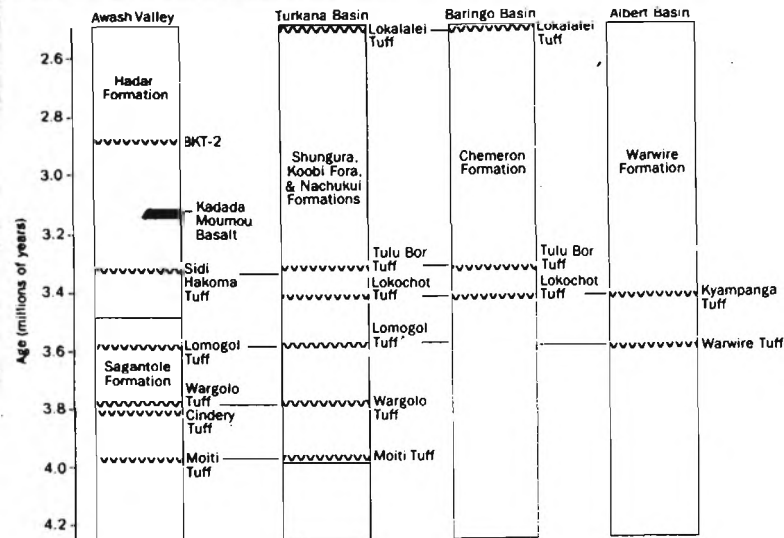 Awash Valley
Turkana Basin
Baringo Basin
Albert Basin
Age (millions of years)
2.6
2.8
3.0
3.2
3.4
3.6
3.8
4.0
4.2
Hadar
Formation
BKT-2
Kadada
Moumou
Basalt
Sidi
Hakoma
Tuff
Lomogol
Tuff
Sagantole
Formation
Wargolo
Tuff
Cindery
Tuff
Moiti
Tuff
Lokalalei
Tuff
Shungura,
Koobi Fora,
& Nachukui
Formations
Tulu Bor
Tuff
Lokochot
Tuff
Lomogol
Tuff
Wargolo
Tuff
Moiti Tuff
Lokalalei
Tuff
Chemeron
Formation
Tulu Bor
Tuff
Lokochot
Tuff
Warwire
Formation
Kyampanga
Tuff
Warwire Tuff